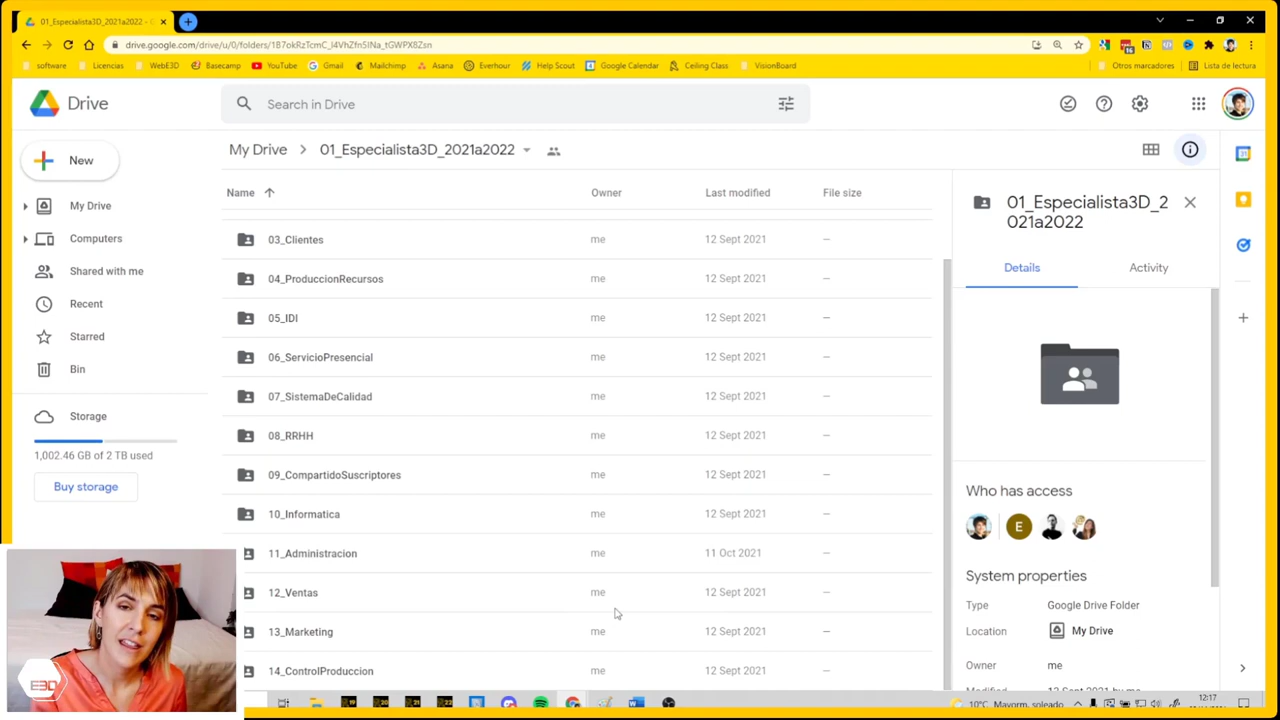 01_Especialista3D_2021a2022 -
drive.google.com/drive/u/0/folders/1B7okRzTcmC_l4VhZfn5INa_tGWPX8Zsn
software Licencias WebE3D Basecamp YouTube Gmail Mailchimp Asana Everhour Help Scout Google Calendar Ceiling Class VisionBoard Otros marcadores Lista de lectura
Drive
Search in Drive
New
My Drive
Computers
Shared with me
Recent
Starred
Bin
Storage
1,002.46 GB of 2 TB used
Buy storage
My Drive > 01_Especialista3D_2021a2022
Name Owner Last modified File size
03_Clientes me 12 Sept 2021 –
04_ProduccionRecursos me 12 Sept 2021 –
05_IDI me 12 Sept 2021 –
06_ServicioPresencial me 12 Sept 2021 –
07_SistemaDeCalidad me 12 Sept 2021 –
08_RRHH me 12 Sept 2021 –
09_CompartidoSuscriptores me 12 Sept 2021 –
10_Informatica me 12 Sept 2021 –
11_Administracion me 11 Oct 2021 –
12_Ventas me 12 Sept 2021 –
13_Marketing me 12 Sept 2021 –
14_ControlProduccion me 12 Sept 2021 –
01_Especialista3D_2
021a2022
Details Activity
Who has access
E
System properties
Type Google Drive Folder
Location My Drive
Owner me
E3D
10°C Mayorm. soleado 12:17